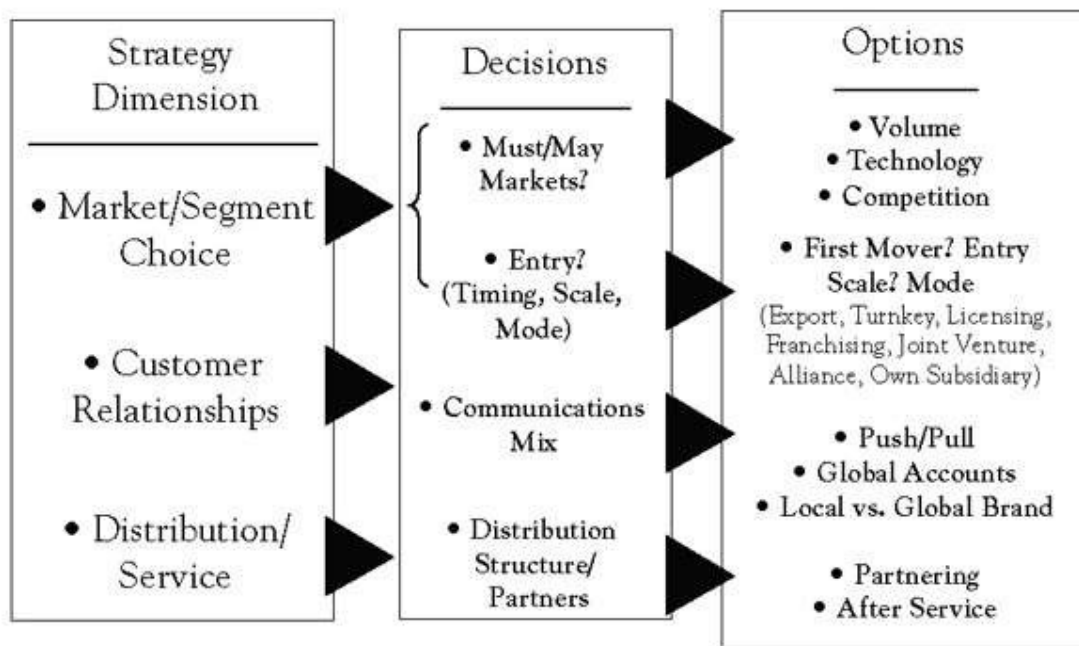 Strategy
Dimension
• Market/Segment
Choice
• Customer
Relationships
• Distribution/
Service
Decisions
• Must/May
Markets?
• Entry?
(Timing, Scale,
Mode)
• Communications
Mix
• Distribution
Structure/
Partners
Options
• Volume
• Technology
• Competition
• First Mover? Entry
Scale? Mode
(Export, Turnkey, Licensing,
Franchising, Joint Venture,
Alliance, Own Subsidiary)
• Push/Pull
• Global Accounts
• Local vs. Global Brand
• Partnering
• After Service